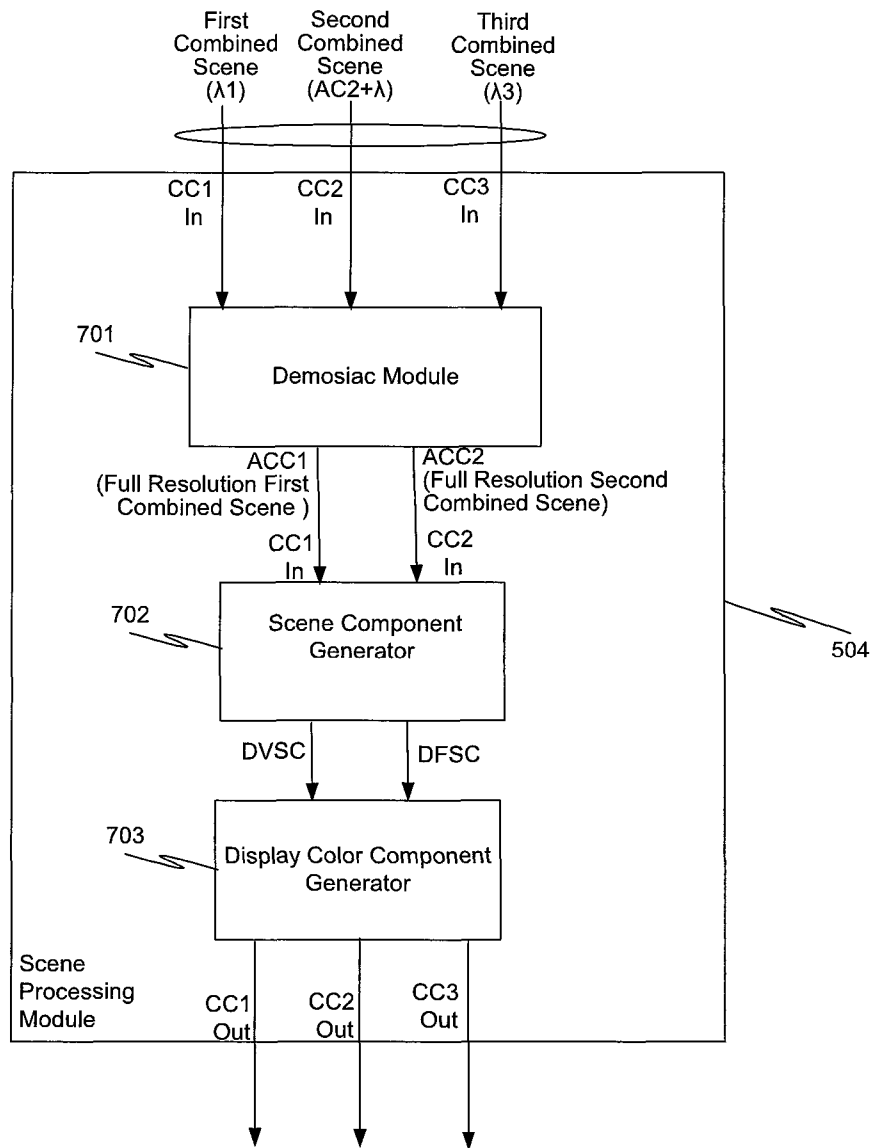 First
Combined
Scene
(λ1)
Second
Combined
Scene
(AC2+λ)
Third
Combined
Scene
(λ3)
CC1
In
CC2
In
CC3
In
701
Demosiac Module
ACC1
(Full Resolution First
Combined Scene )
ACC2
(Full Resolution Second
Combined Scene)
CC1
In
CC2
In
702
Scene Component
Generator
504
DVSC
DFSC
703
Display Color Component
Generator
Scene
Processing
Module
CC1
Out
CC2
Out
CC3
Out